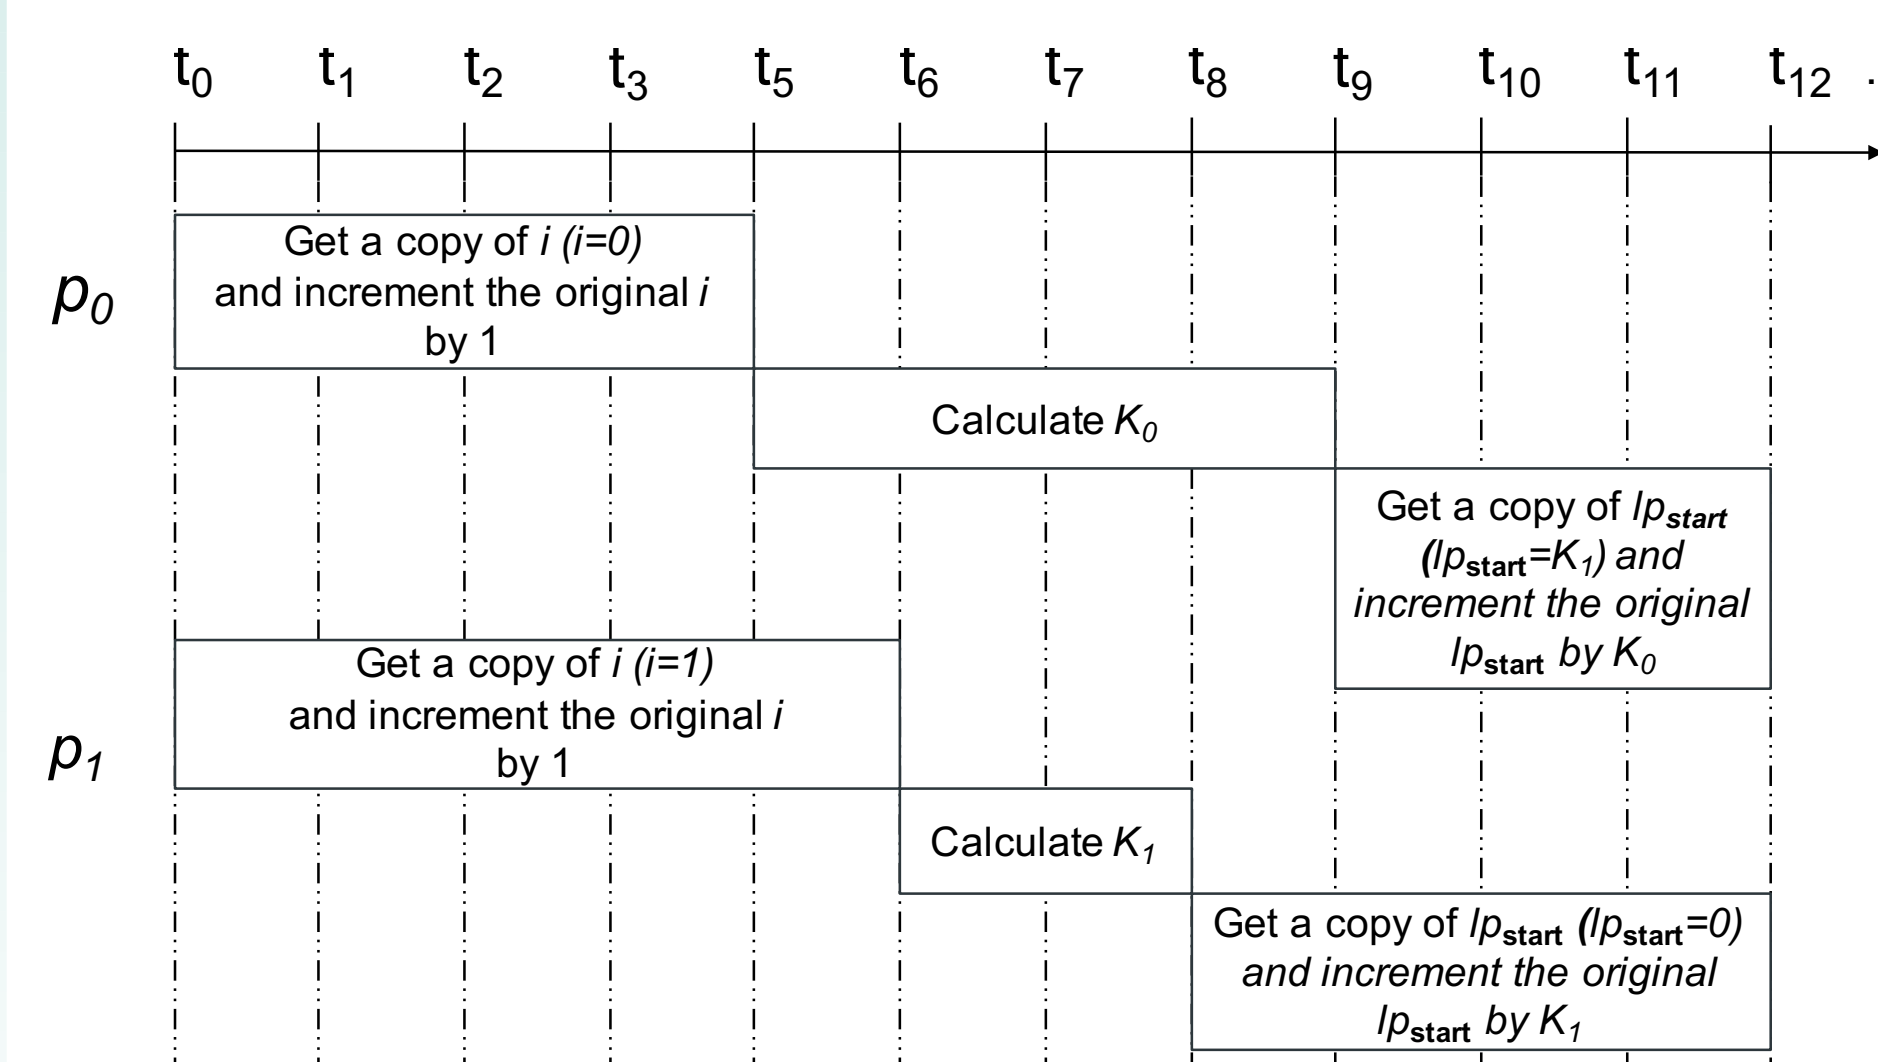 t0 t1 t2 t3 t5 t6 t7 t8 t9 t10 t11 t12 .
p0
Get a copy of i (i=0)
and increment the original i
by 1
Calculate K0
Get a copy of lpstart
(lpstart=K1) and
increment the original
lpstart by K0
p1
Get a copy of i (i=1)
and increment the original i
by 1
Calculate K1
Get a copy of lpstart (lpstart=0)
and increment the original
lpstart by K1